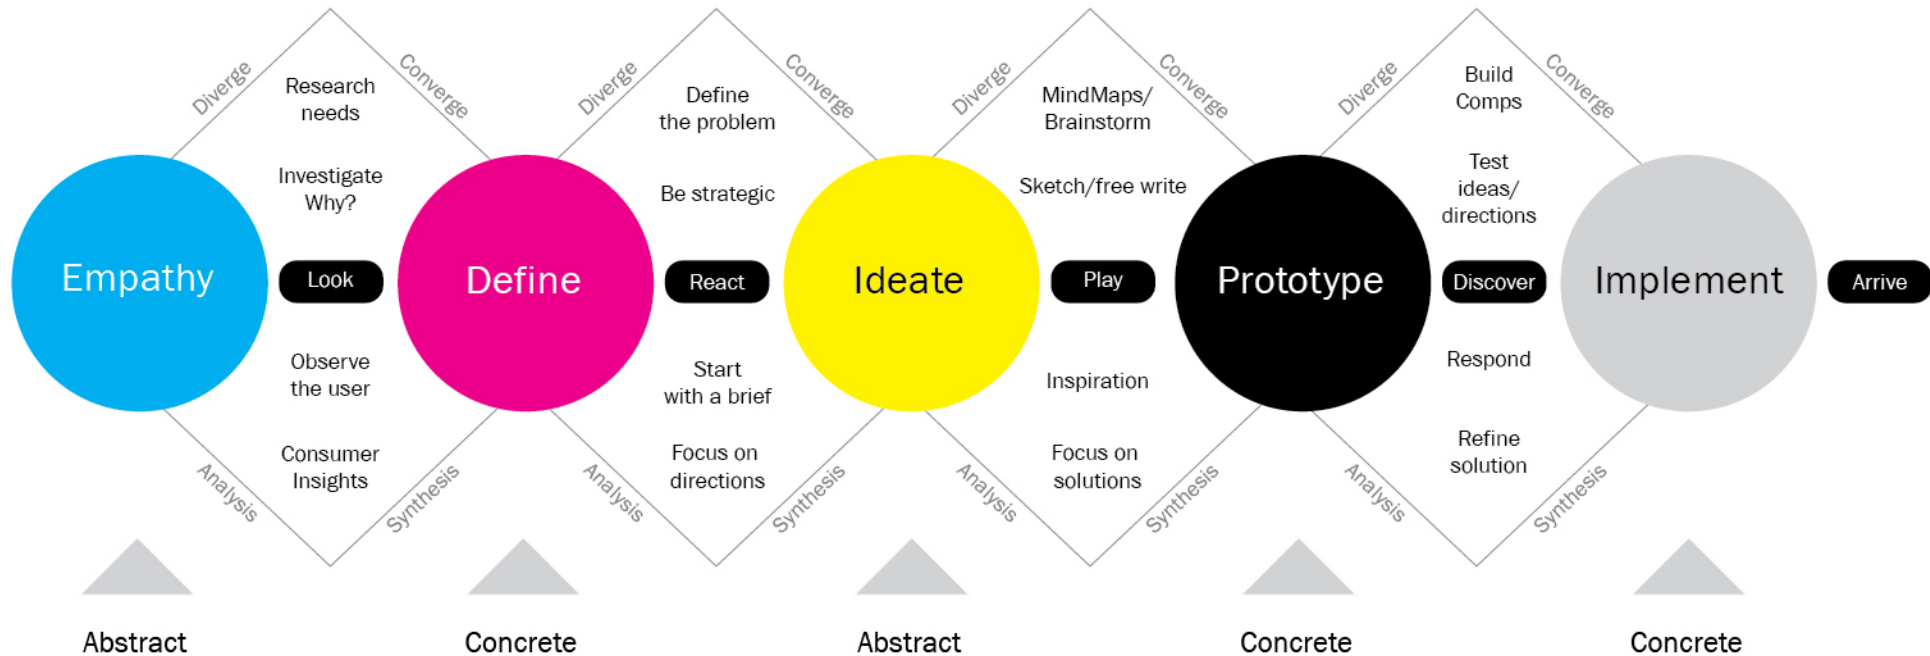 Diverge
Research
needs
Converge
Investigate
Why?
Empathy
Look
Observe
the user
Consumer
Insights
Analysis
Synthesis
Define
Diverge
Define
the problem
Converge
Be strategic
React
Start
with a brief
Focus on
directions
Analysis
Synthesis
Ideate
Diverge
MindMaps/
Brainstorm
Converge
Sketch/free write
Play
Inspiration
Focus on
solutions
Analysis
Synthesis
Prototype
Diverge
Build
Comps
Converge
Test
ideas/
directions
Discover
Respond
Refine
solution
Analysis
Synthesis
Implement
Arrive
Abstract
Concrete
Abstract
Concrete
Concrete